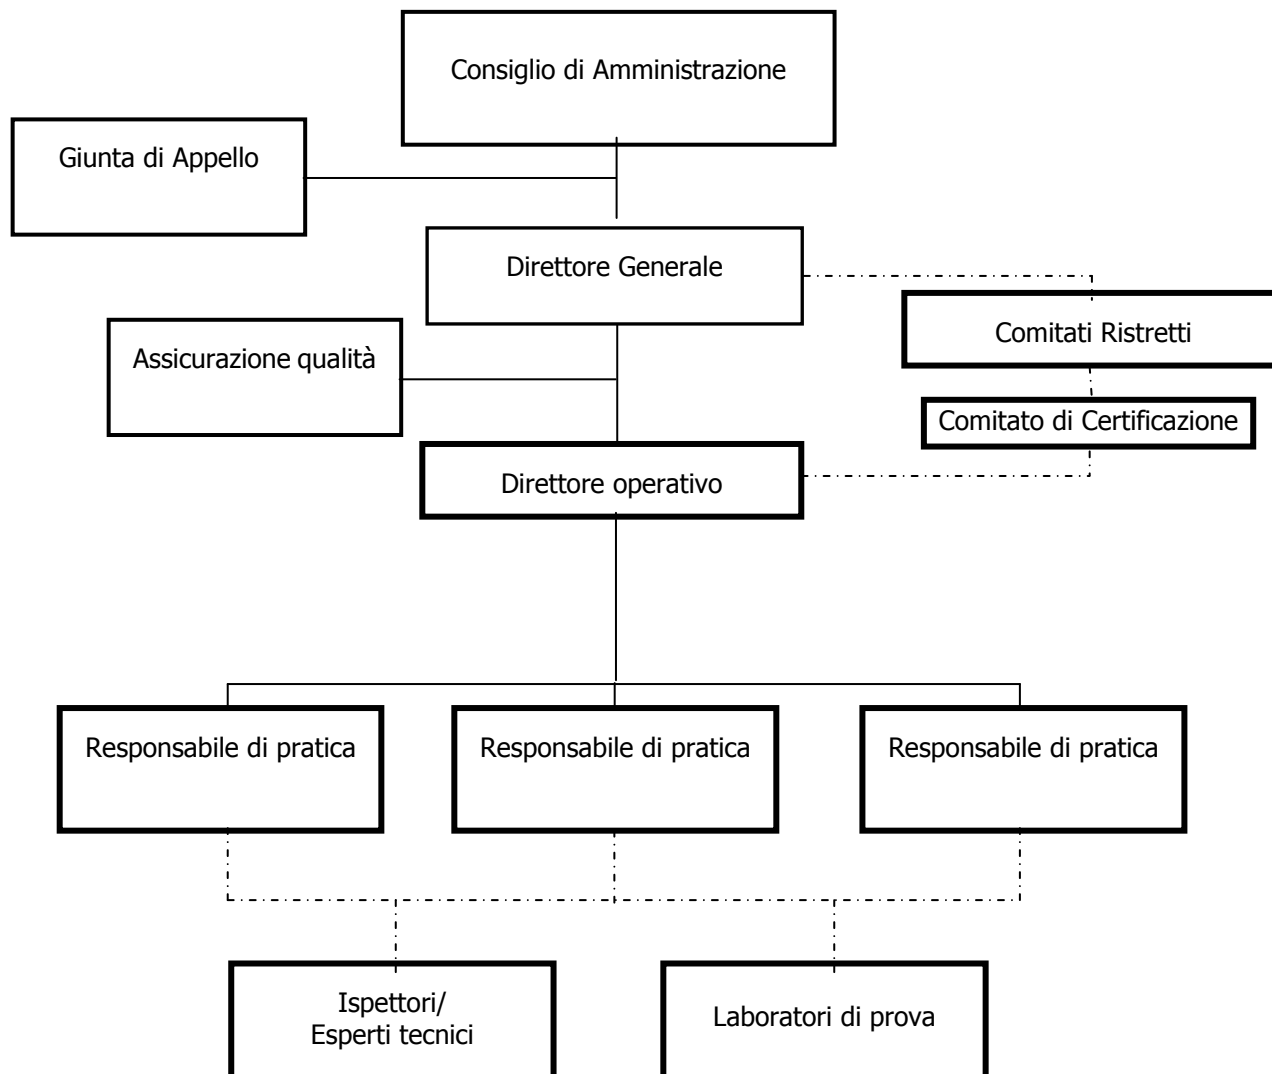 Consiglio di Amministrazione
Giunta di Appello
Direttore Generale
Comitati Ristretti
Assicurazione qualità
Comitato di Certificazione
Direttore operativo
Responsabile di pratica
Responsabile di pratica
Responsabile di pratica
Ispettori/
Esperti tecnici
Laboratori di prova